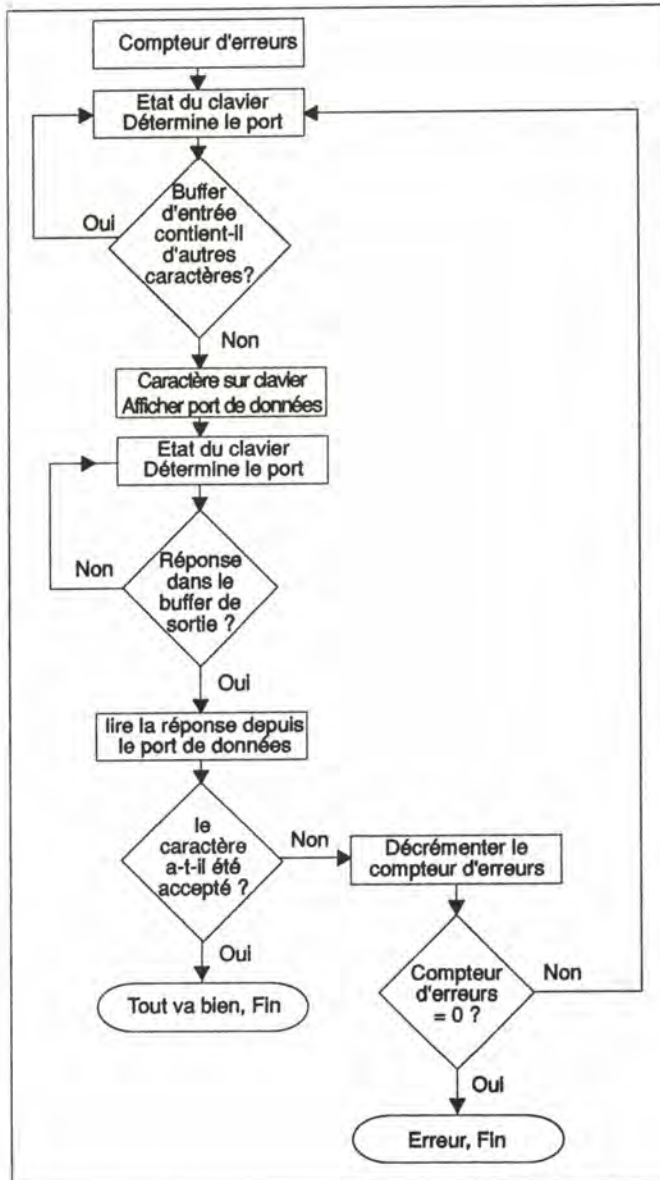 Compteur d'erreurs
Etat du clavier
Détermine le port
Buffer
d'entrée
contient-il
d'autres
caractères?
Oui
Non
Caractère sur clavier
Afficher port de données
Etat du clavier
Détermine le port
Réponse
dans le
buffer de
sortie ?
Non
Oui
lire la réponse depuis
le port de données
le
caractère
a-t-il été
accepté ?
Non
Oui
Tout va bien, Fin
Décrémenter le
compteur d'erreurs
Compteur
d'erreurs
= 0 ?
Non
Oui
Erreur, Fin